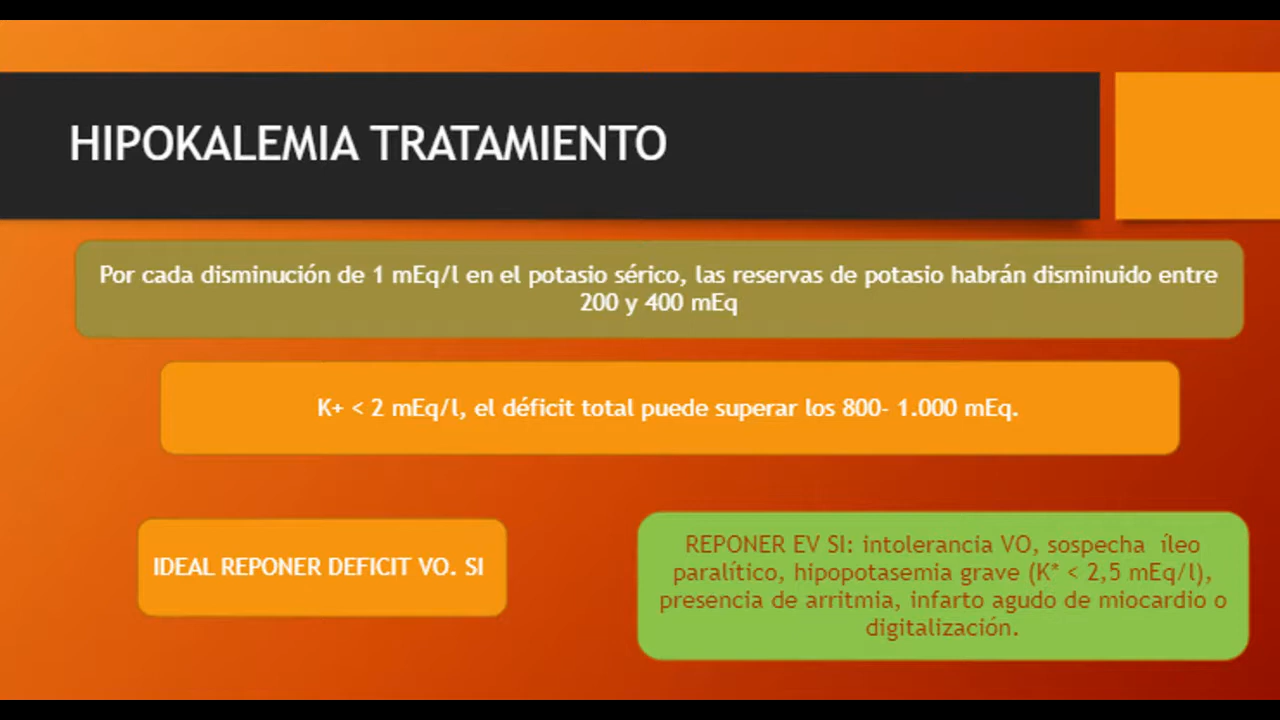 HIPOKALEMIA TRATAMIENTO
Por cada disminución de 1 mEq/l en el potasio sérico, las reservas de potasio habrán disminuido entre
200 y 400 mEq
K+ < 2 mEq/l, el déficit total puede superar los 800- 1.000 mEq.
IDEAL REPONER DEFICIT VO. SI
REPONER EV SI: intolerancia VO, sospecha íleo
paralítico, hipopotasemia grave (K* < 2,5 mEq/l),
presencia de arritmia, infarto agudo de miocardio o
digitalización.